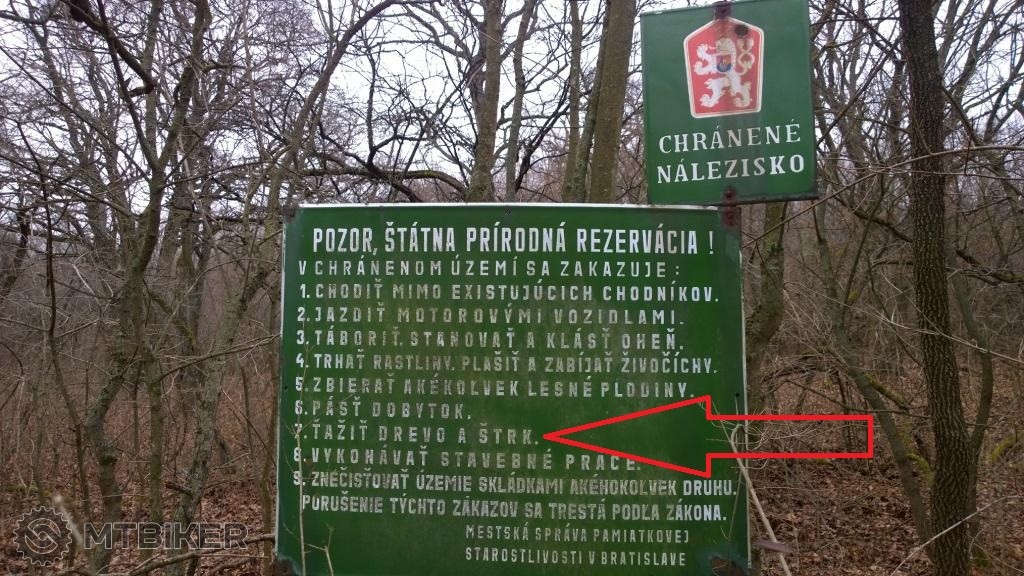 CHRÁNENÉ
NÁLEZISKO
POZOR, ŠTÁTNA PRÍRODNÁ REZERVÁCIA !
V CHRÁNENOM ÚZEMÍ SA ZAKAZUJE :
1. CHODIŤ MIMO EXISTUJÚCICH CHODNÍKOV.
2. JAZDIŤ MOTOROVÝMI VOZIDLAMI.
3. TÁBORIŤ, STANOVAŤ A KLÁSŤ OHEŇ.
4. TRHAŤ RASTLINY, PLAŠIŤ A ZABÍJAŤ ŽIVOČÍCHY.
5. ZBIERAŤ AKÉKOĽVEK LESNÉ PLODINY.
6. PÁSŤ DOBYTOK.
7. ŤAŽIŤ DREVO A ŠTRK.
8. VYKONÁVAŤ STAVEBNÉ PRÁCE.
9. ZNEČISŤOVAŤ ÚZEMIE SKLÁDKAMI AKÉHOKOĽVEK DRUHU.
PORUŠENIE TÝCHTO ZÁKAZOV SA TRESTÁ PODĽA ZÁKONA.
MESTSKÁ SPRÁVA PAMIATKOVEJ
STAROSTLIVOSTI V BRATISLAVE
MTBIKER